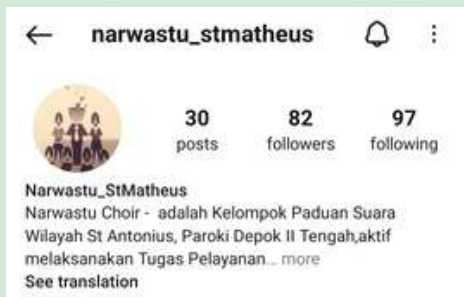 narwastu_stmatheus
30 82 97
posts followers following
Narwastu_StMatheus
Narwastu Choir - adalah Kelompok Paduan Suara
Wilayah St Antonius, Paroki Depok II Tengah,aktif
melaksanakan Tugas Pelayanan... more
See translation